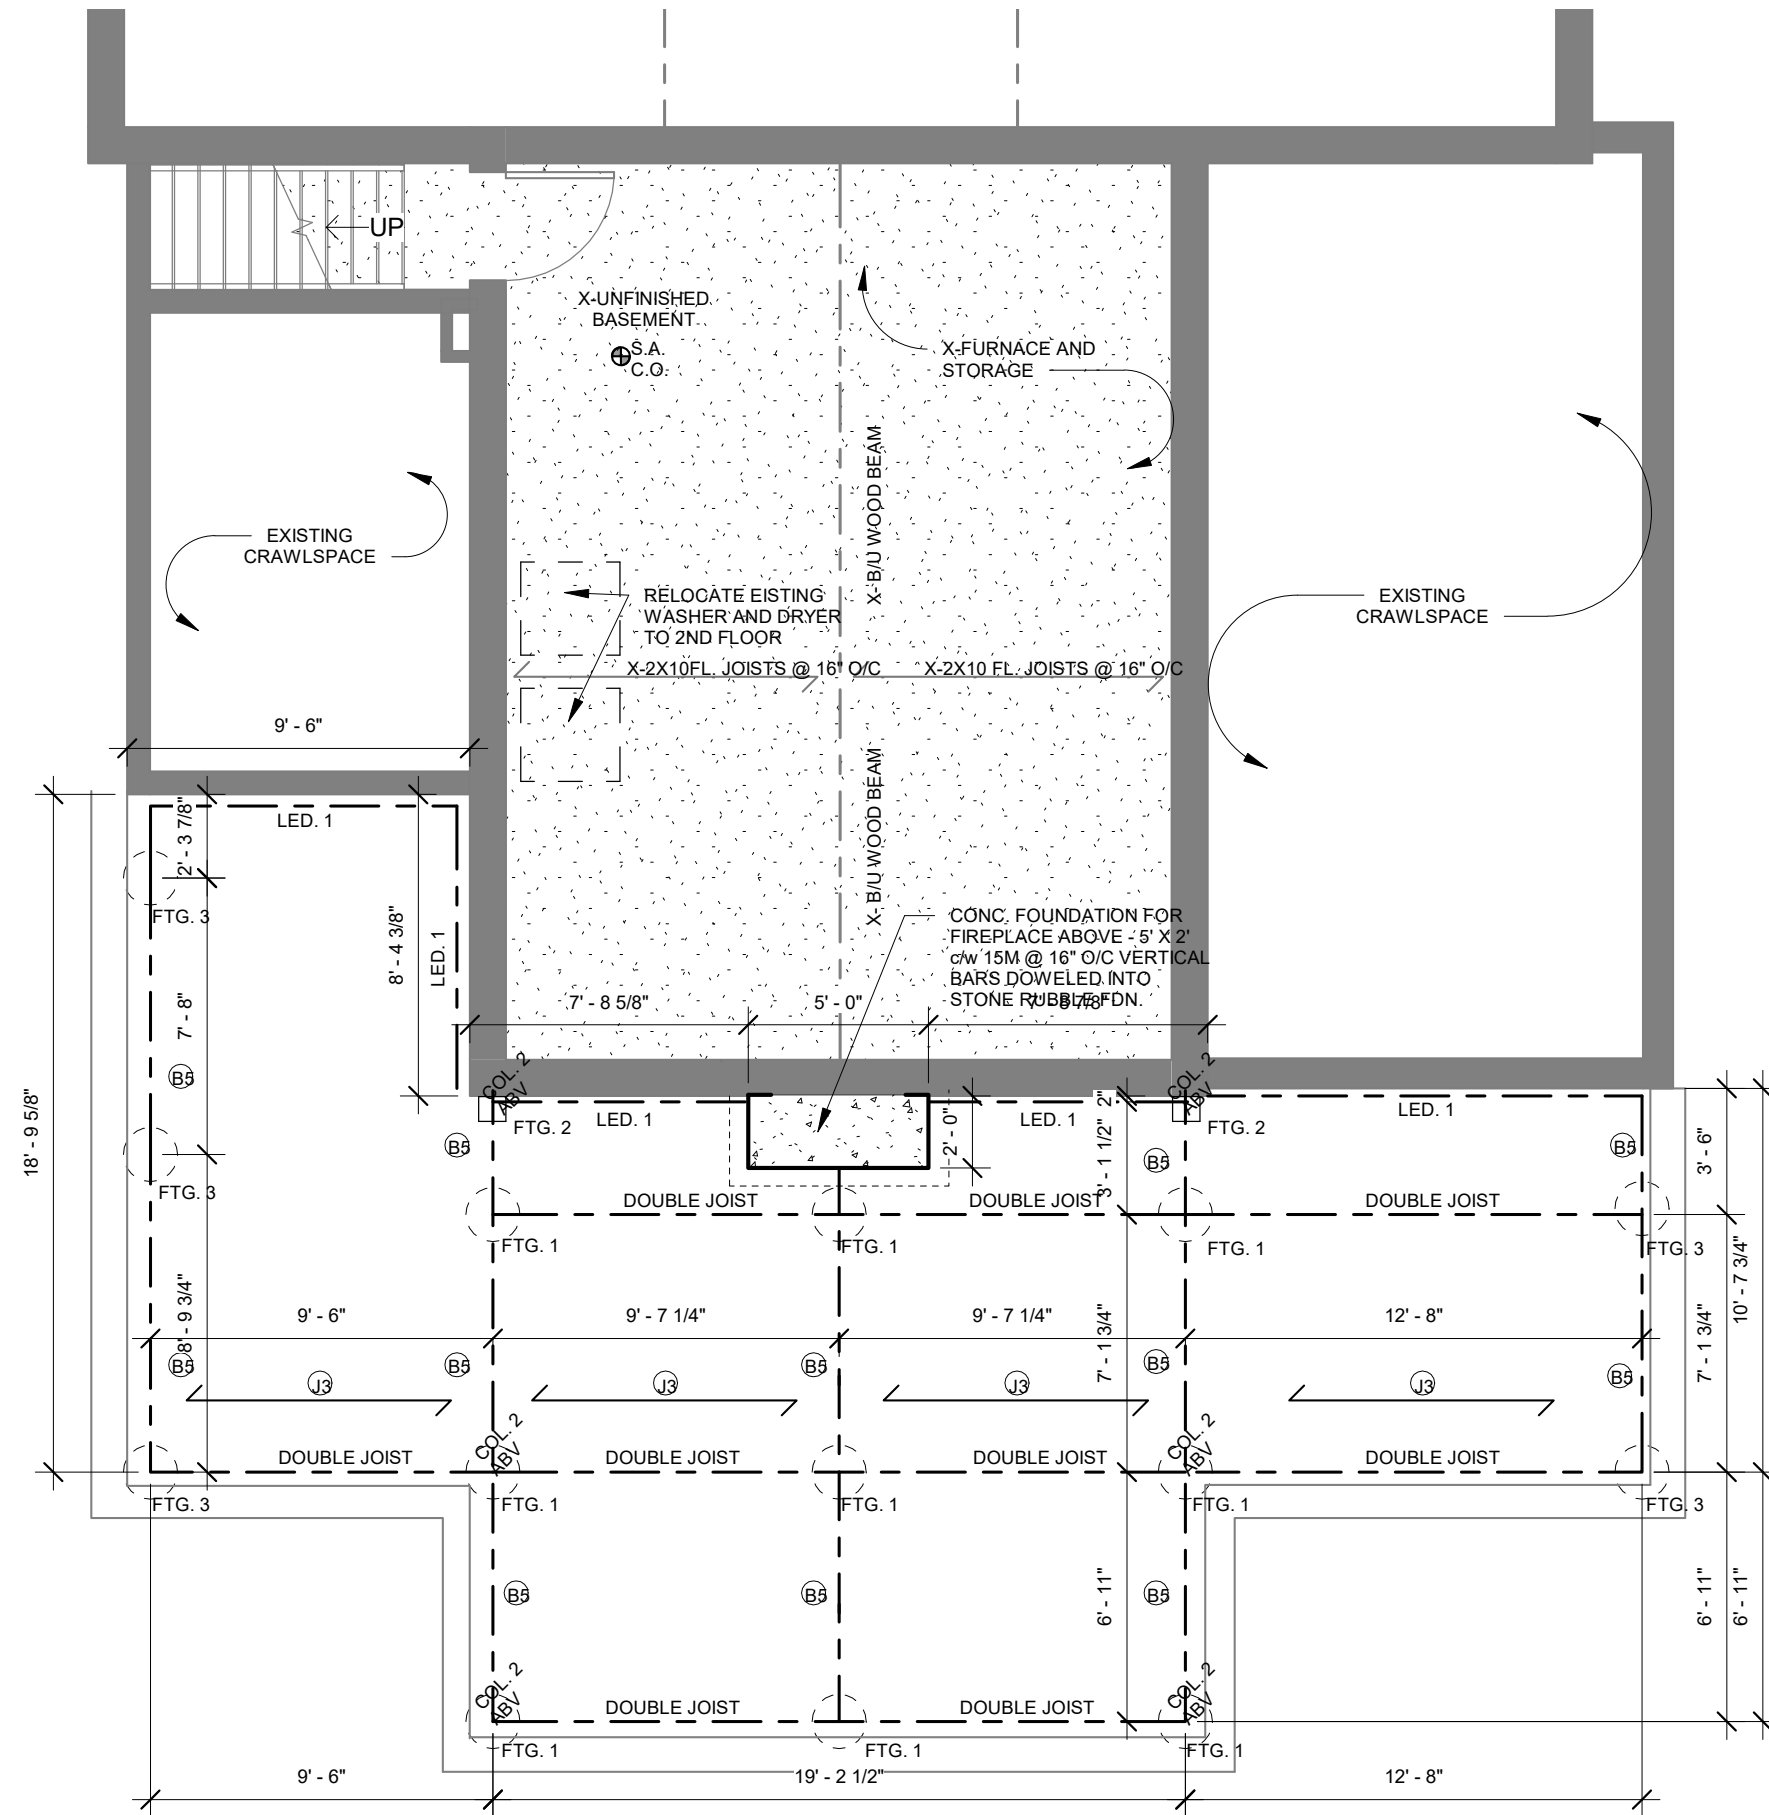 UP
X-UNFINISHED
BASEMENT
S.A.
C.O.
X-FURNACE AND
STORAGE
X- B/U WOOD BEAM
EXISTING
CRAWLSPACE
EXISTING
CRAWLSPACE
RELOCATE EISTING
WASHER AND DRYER
TO 2ND FLOOR
X-2X10FL. JOISTS @ 16" O/C
X-2X10 FL. JOISTS @ 16" O/C
9' - 6"
2' - 3 7/8"
LED. 1
X- B/U WOOD BEAM
FTG. 3
8' - 4 3/8"
LED. 1
CONC. FOUNDATION FOR
FIREPLACE ABOVE - 5' X 2'
c/w 15M @ 16" O/C VERTICAL
BARS DOWELED INTO
STONE RUBBLE FDN.
7' - 8 5/8"
5' - 0"
7' - 8"
B5
18' - 9 5/8"
COL. 2
ABV
COL. 2
ABV
LED. 1
FTG. 2
LED. 1
LED. 1
FTG. 2
2' - 0"
2"
3' - 1 1/2"
B5
B5
B5
3' - 6"
FTG. 3
DOUBLE JOIST
DOUBLE JOIST
DOUBLE JOIST
FTG. 1
FTG. 1
FTG. 1
FTG. 3
8' - 9 3/4"
9' - 6"
9' - 7 1/4"
9' - 7 1/4"
7' - 1 3/4"
12' - 8"
7' - 1 3/4"
10' - 7 3/4"
B5
B5
B5
B5
B5
J3
J3
J3
J3
COL. 2
ABV
COL. 2
ABV
DOUBLE JOIST
DOUBLE JOIST
DOUBLE JOIST
DOUBLE JOIST
FTG. 3
FTG. 1
FTG. 1
FTG. 1
FTG. 3
B5
B5
B5
6' - 11"
6' - 11"
6' - 11"
COL. 2
ABV
COL. 2
ABV
DOUBLE JOIST
DOUBLE JOIST
FTG. 1
FTG. 1
FTG. 1
9' - 6"
19' - 2 1/2"
12' - 8"